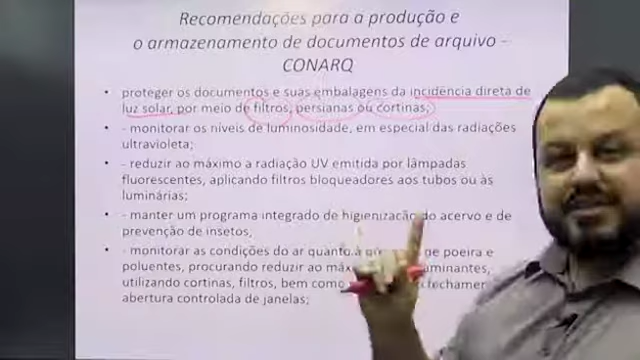 Recomendações para a produção e
o armazenamento de documentos de arquivo -
CONARQ
• proteger os documentos e suas embalagens da incidência direta de
luz solar, por meio de filtros, persianas ou cortinas;
• - monitorar os níveis de luminosidade, em especial das radiações
ultravioleta;
• - reduzir ao máximo a radiação UV emitida por lâmpadas
fluorescentes, aplicando filtros bloqueadores aos tubos ou às
luminárias;
• - manter um programa integrado de higienização do acervo e de
prevenção de insetos,
• - monitorar as condições do ar quanto à de poeira e
poluentes, procurando reduzir ao
utilizando cortinas, filtros, bem como fechamen
abertura controlada de janelas;